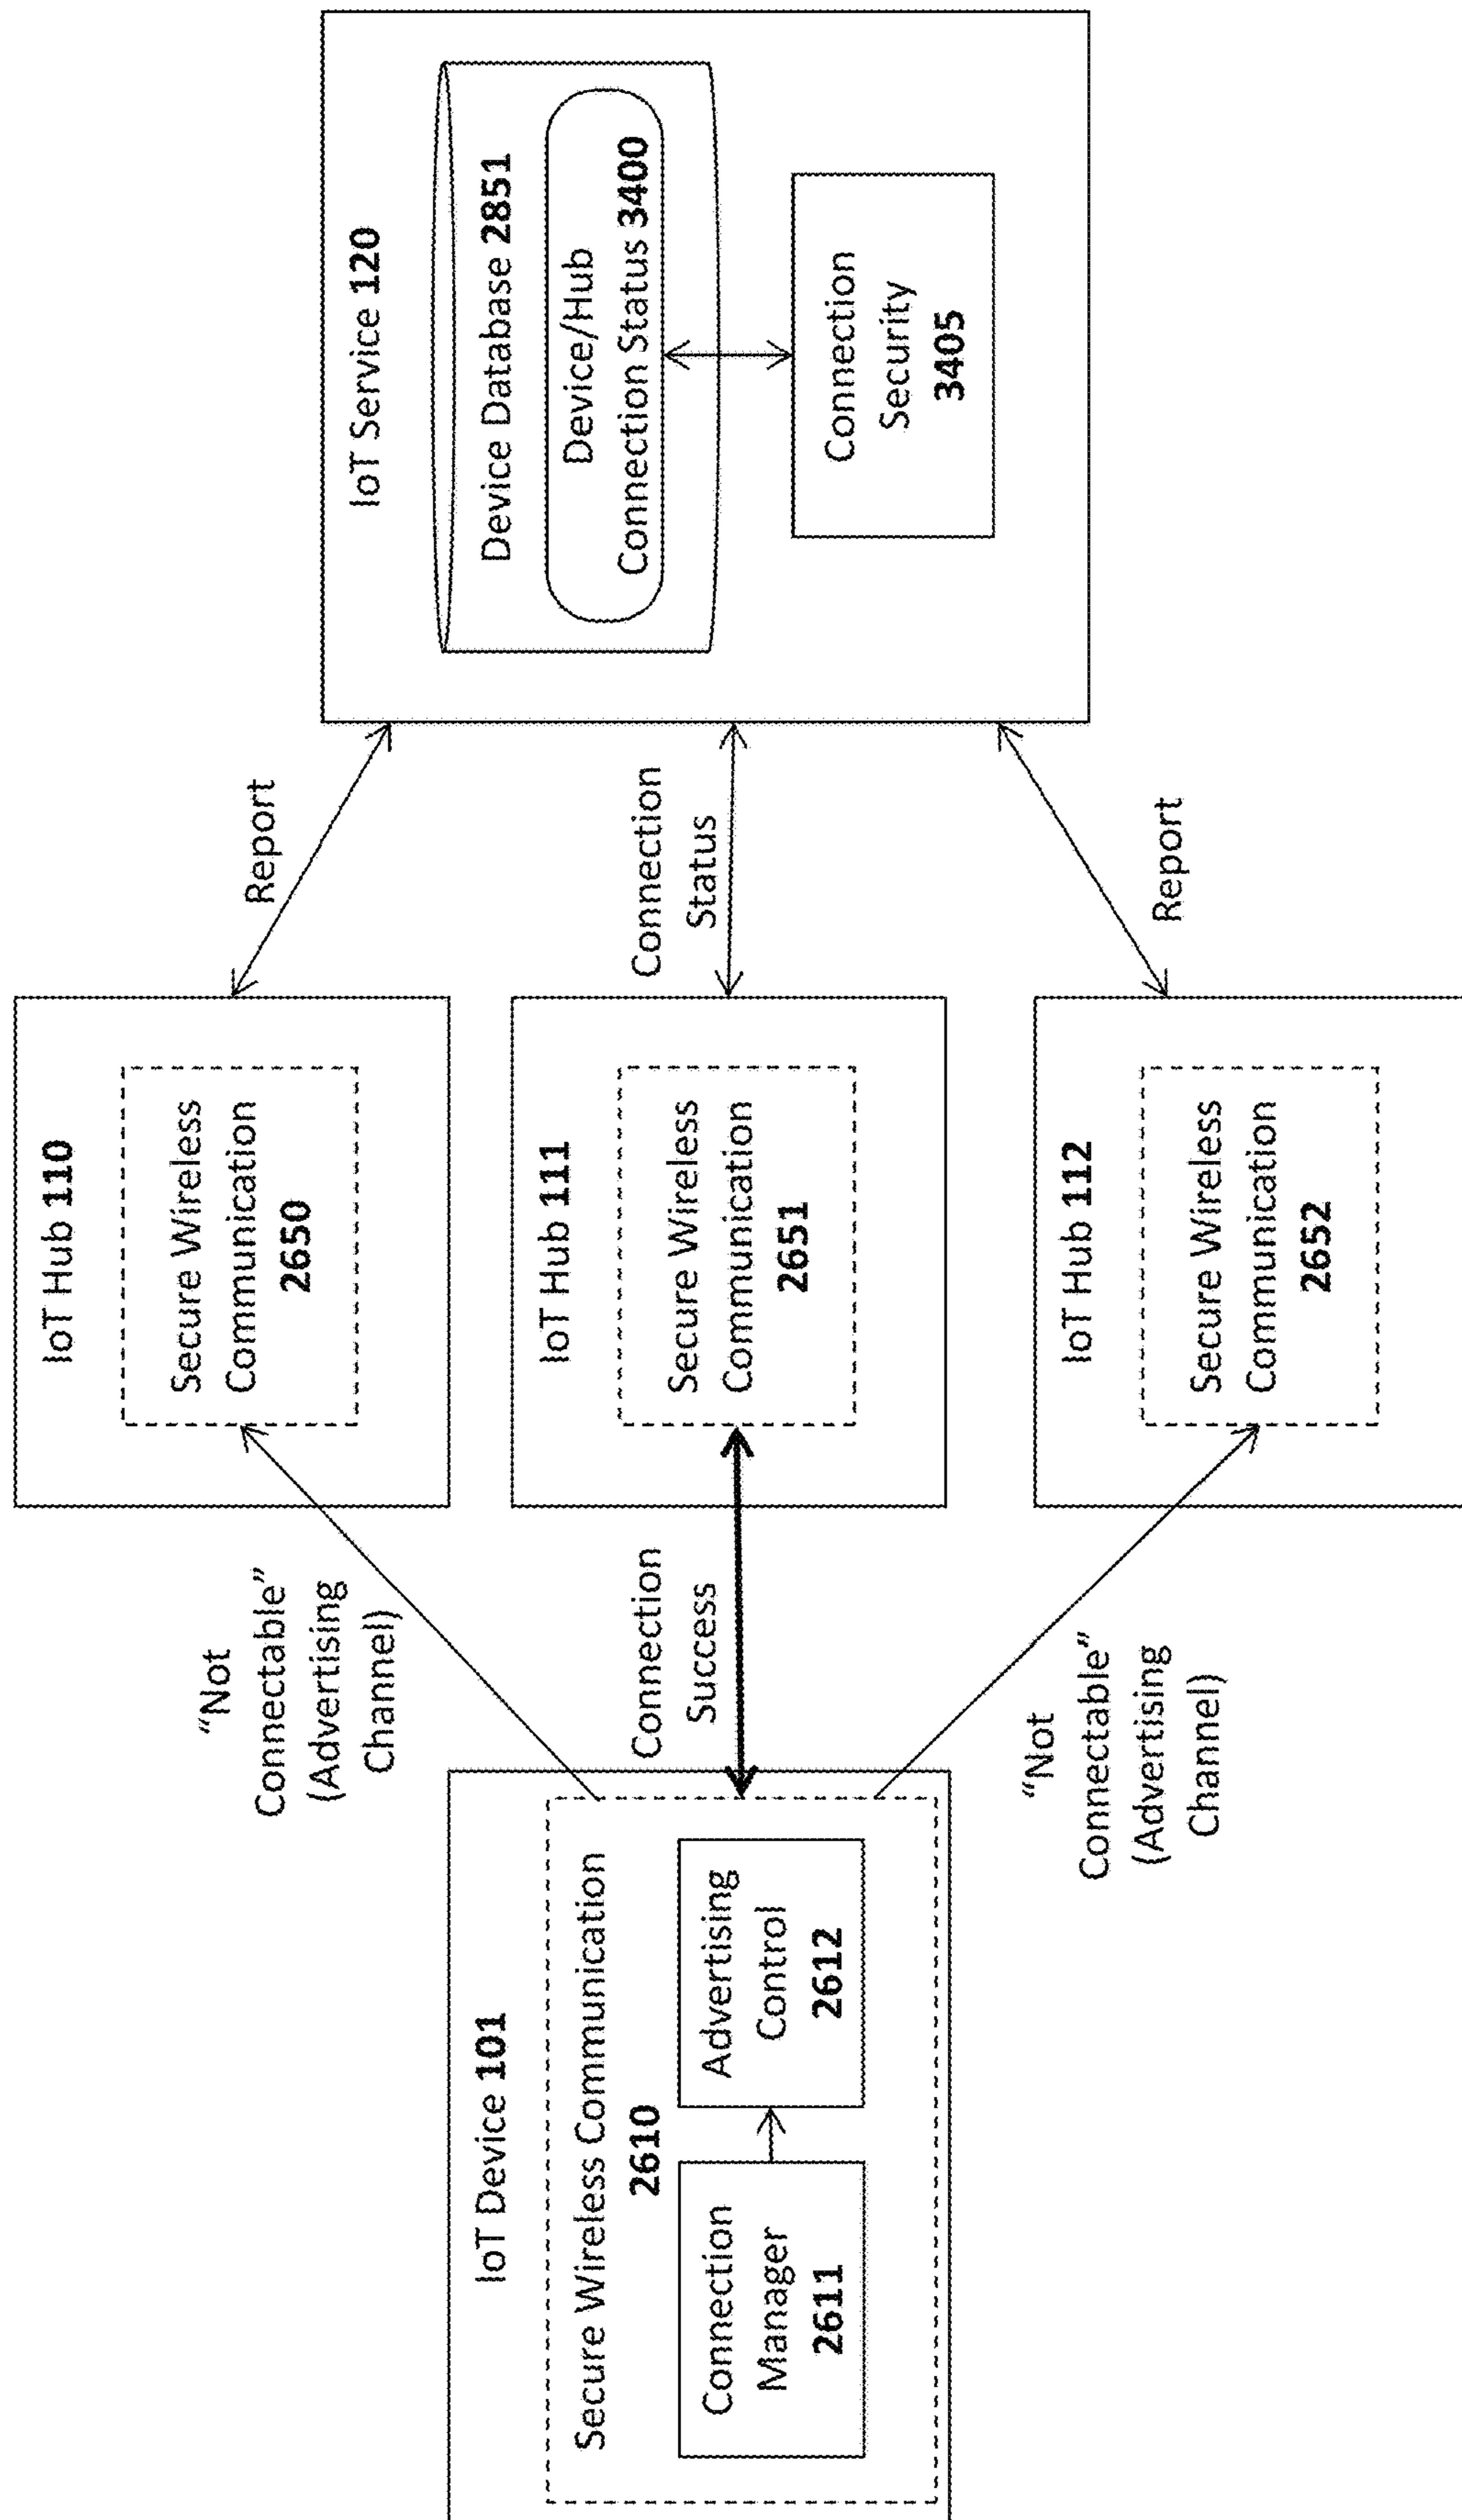 IoT Device 101
Secure Wireless Communication
2610
Connection
Manager
2611
Advertising
Control
2612
“Not
Connectable”
(Advertising
Channel)
Connection
Success
“Not
Connectable”
(Advertising
Channel)
IoT Hub 110
Secure Wireless
Communication
2650
IoT Hub 111
Secure Wireless
Communication
2651
IoT Hub 112
Secure Wireless
Communication
2652
Report
Connection
Status
Report
IoT Service 120
Device Database 2851
Device/Hub
Connection Status 3400
Connection
Security
3405